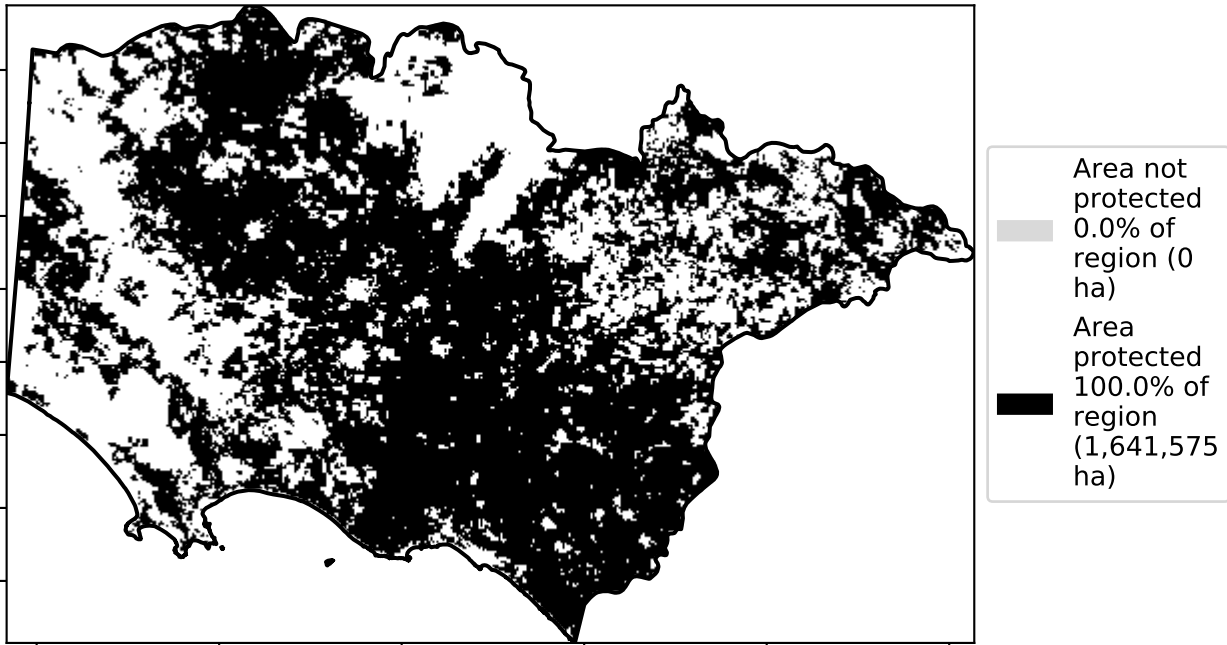 Area not
protected
0.0% of
region (0
ha)
Area
protected
100.0% of
region
(1,641,575
ha)